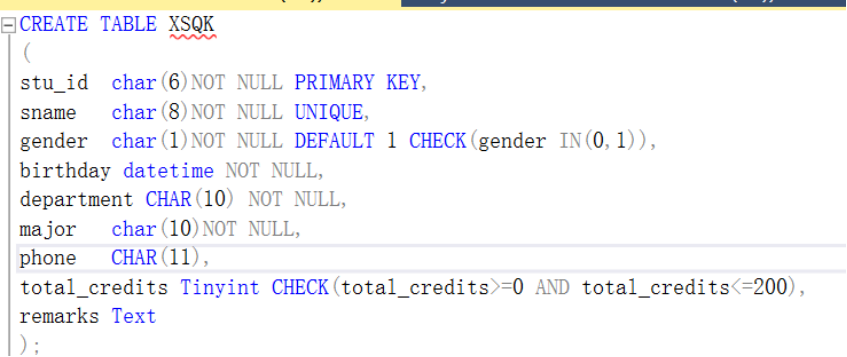 CREATE TABLE XSQK
(
stu_id char(6)NOT NULL PRIMARY KEY,
sname char(8)NOT NULL UNIQUE,
gender char(1)NOT NULL DEFAULT 1 CHECK(gender IN(0,1)),
birthday datetime NOT NULL,
department CHAR(10) NOT NULL,
major char(10)NOT NULL,
phone CHAR(11),
total_credits Tinyint CHECK(total_credits>=0 AND total_credits<=200),
remarks Text
);